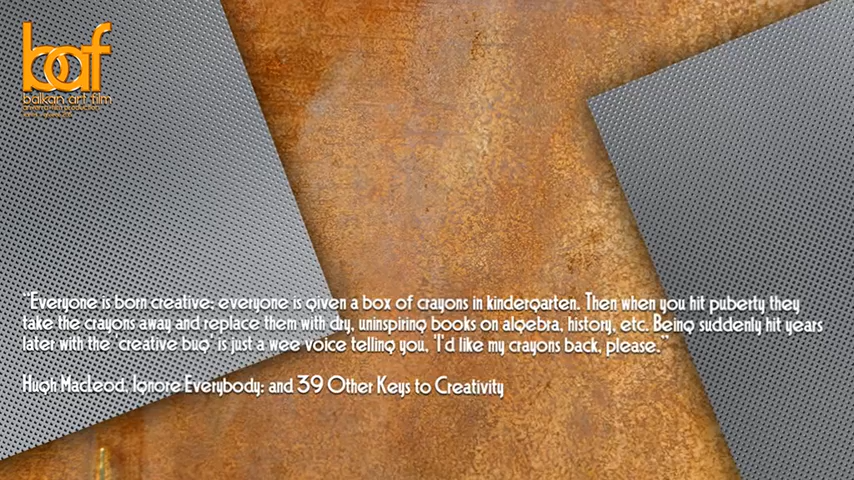 baf
balkan art film
"Everyone is born creative; everyone is given a box of crayons in kindergarten. Then when you hit puberty they
take the crayons away and replace them with dry, uninspiring books on algebra, history, etc. Being suddenly hit years
later with the 'creative bug' is just a wee voice telling you, 'I'd like my crayons back, please.'"
Hugh MacLeod, Ignore Everybody: and 39 Other Keys to Creativity